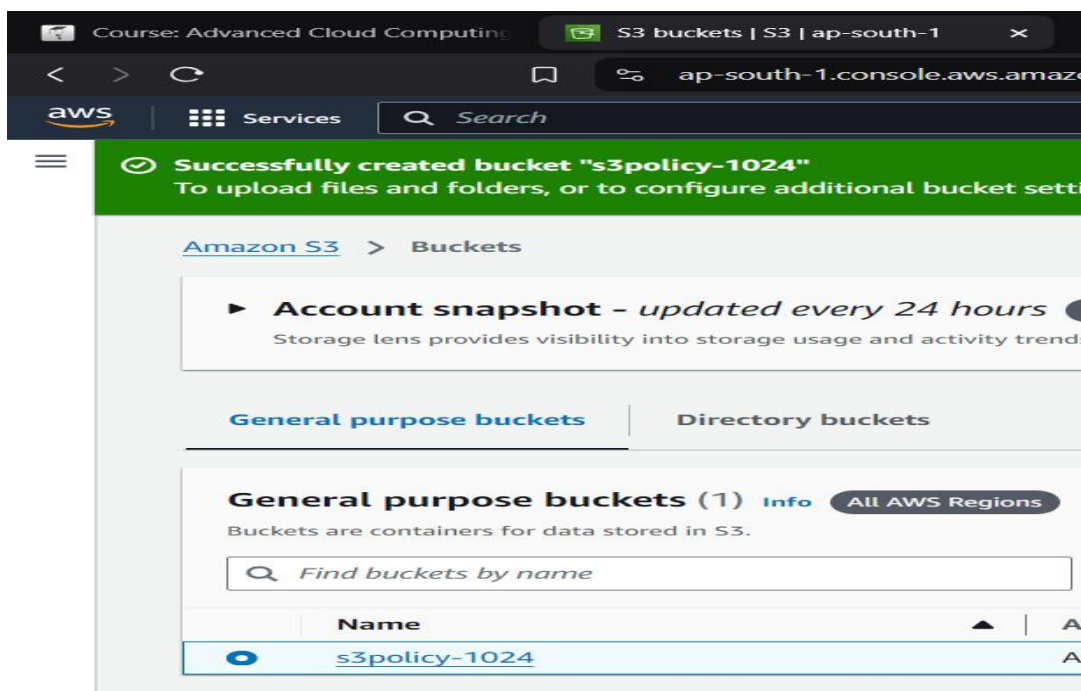 Course: Advanced Cloud Computing
S3 buckets | S3 | ap-south-1
ap-south-1.console.aws.amaz
aws
Services
Search
Successfully created bucket "s3policy-1024"
To upload files and folders, or to configure additional bucket setti
Amazon S3 > Buckets
Account snapshot - updated every 24 hours
Storage lens provides visibility into storage usage and activity trend
General purpose buckets
Directory buckets
General purpose buckets (1) Info All AWS Regions
Buckets are containers for data stored in S3.
Find buckets by name
Name
A
s3policy-1024
A